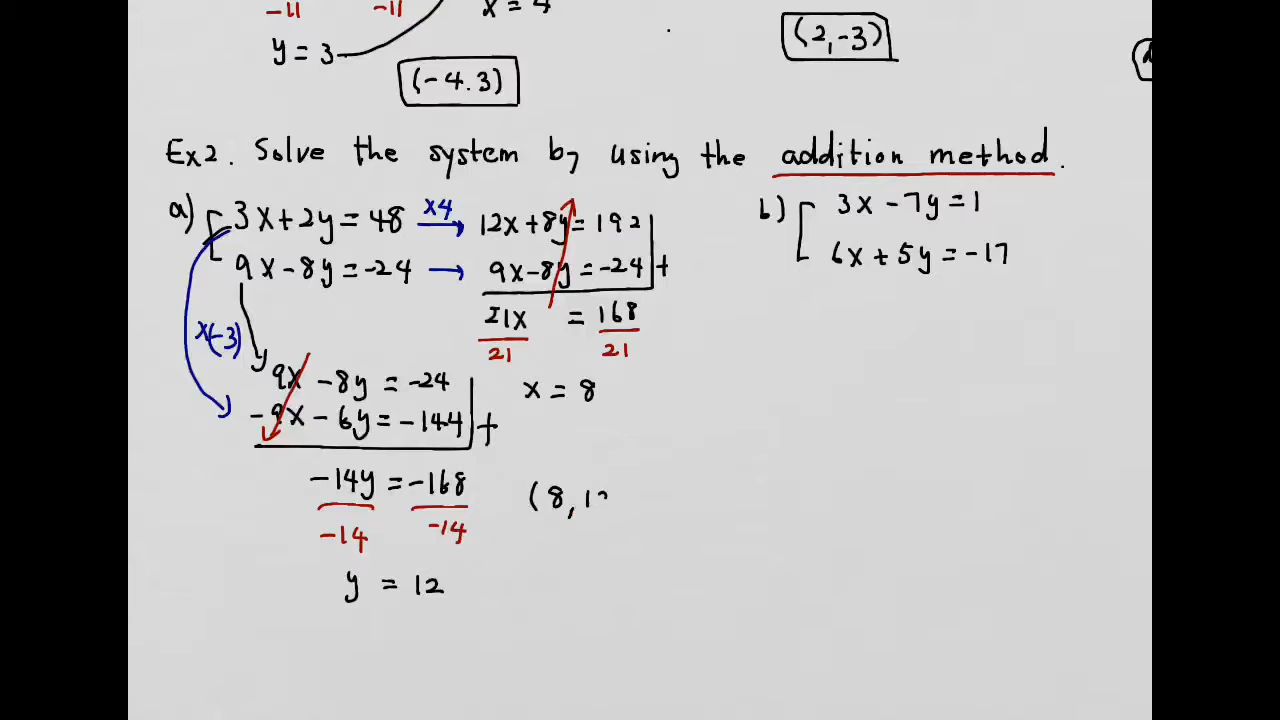 -11 -11 x = 4
y = 3
(-4.3)
(2,-3)
Ex2. Solve the system by using the addition method.
a) 3x+2y=48 x4 12x+8y=192
9x-8y=-24 9x-8y=-24 +
21x = 168
21 21
x(-3)
9x -8y = -24
-9x - 6y = -144 +
x = 8
-14y = -168
-14 -14
(8, 12
y = 12
b) 3x - 7y = 1
6x + 5y = -17